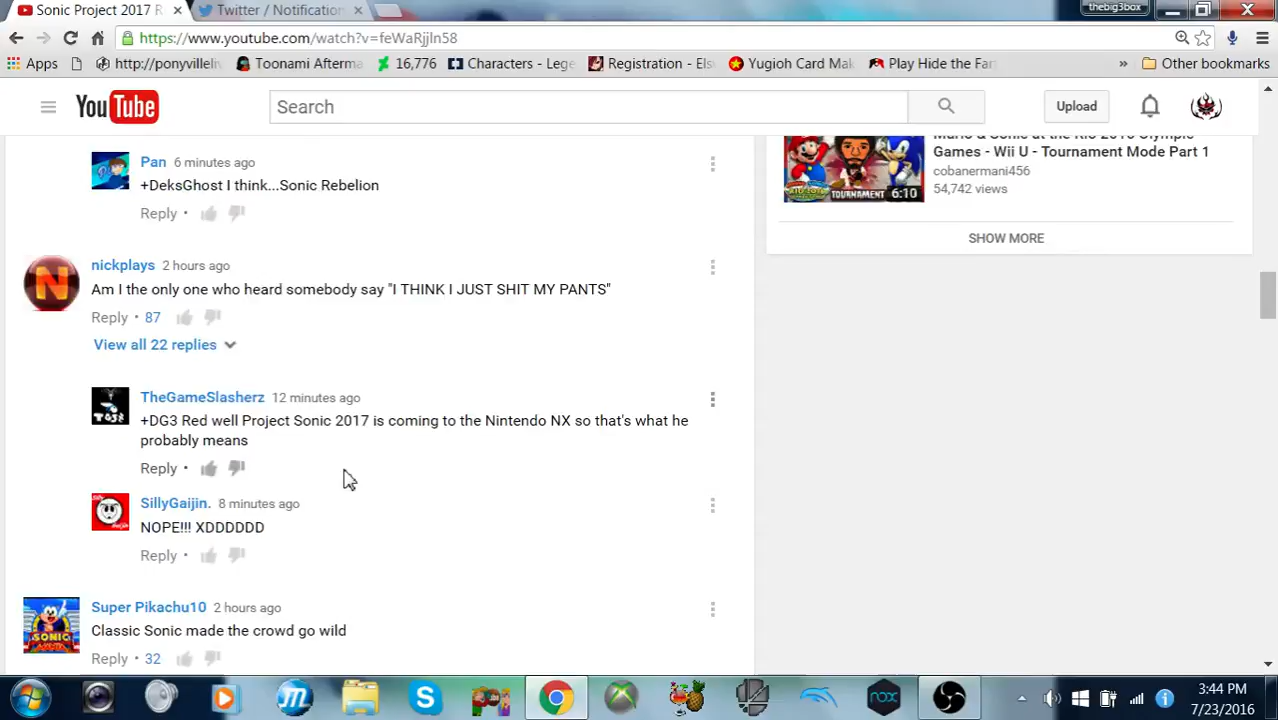 Sonic Project 2017 R
Twitter / Notification
thebig3box
https://www.youtube.com/watch?v=feWaRjjln58
Apps
http://ponyvilleliv
Toonami Afterma
16,776
Characters - Lege
Registration - Els
Yugioh Card Mak
Play Hide the Fa
»
Other bookmarks
YouTube
Search
Upload
Pan 6 minutes ago
+DeksGhost I think...Sonic Rebelion
Reply •
nickplays 2 hours ago
Am I the only one who heard somebody say "I THINK I JUST SHIT MY PANTS"
Reply • 87
View all 22 replies
TheGameSlasherz 12 minutes ago
+DG3 Red well Project Sonic 2017 is coming to the Nintendo NX so that's what he
probably means
Reply •
SillyGaijin. 8 minutes ago
NOPE!!! XDDDDDD
Reply •
Super Pikachu10 2 hours ago
Classic Sonic made the crowd go wild
Reply • 32
Mario & Sonic at the Rio 2016 Olympic
Games - Wii U - Tournament Mode Part 1
cobanermani456
54,742 views
TOURNAMENT 6:10
SHOW MORE
nox
3:44 PM
7/23/2016